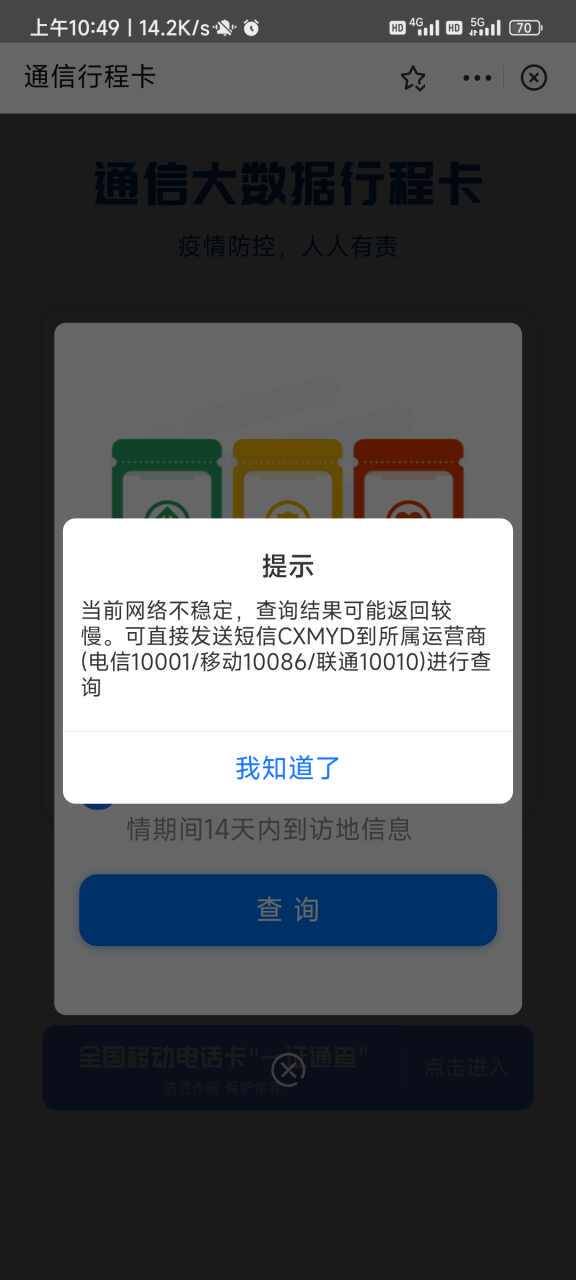 上午10:49 | 14.2K/s
HD 4G HD 5G 70
通信行程卡
通信大数据行程卡
疫情防控，人人有责
提示
当前网络不稳定，查询结果可能返回较
慢。可直接发送短信CXMYD到所属运营商
(电信10001/移动10086/联通10010)进行查
询
我知道了
情期间14天内到访地信息
查 询
全国移动电话卡"一证通查"
点击进入